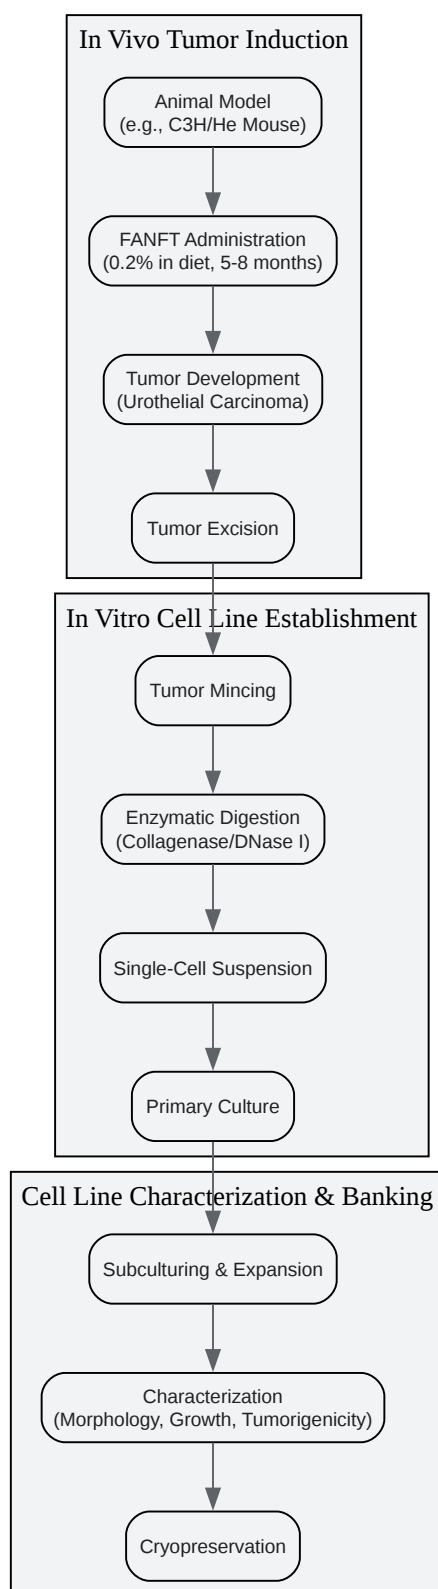 In Vivo Tumor Induction
Animal Model
(e.g., C3H/He Mouse)
FANFT Administration
(0.2% in diet, 5-8 months)
Tumor Development
(Urothelial Carcinoma)
Tumor Excision
In Vitro Cell Line Establishment
Tumor Mincing
Enzymatic Digestion
(Collagenase/DNase I)
Single-Cell Suspension
Primary Culture
Cell Line Characterization & Banking
Subculturing & Expansion
Characterization
(Morphology, Growth, Tumorigenicity)
Cryopreservation